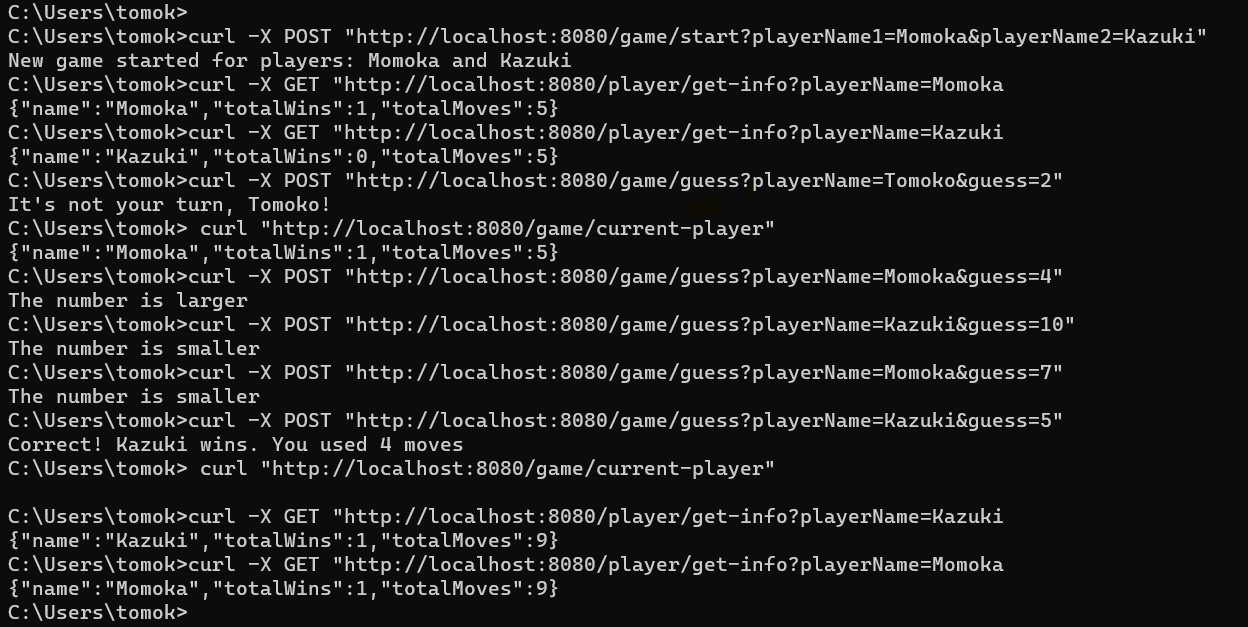 C:\Users\tomok>
C:\Users\tomok>curl -X POST "http://localhost:8080/game/start?playerName1=Momoka&playerName2=Kazuki"
New game started for players: Momoka and Kazuki
C:\Users\tomok>curl -X GET "http://localhost:8080/player/get-info?playerName=Momoka
{"name":"Momoka","totalWins":1,"totalMoves":5}
C:\Users\tomok>curl -X GET "http://localhost:8080/player/get-info?playerName=Kazuki
{"name":"Kazuki","totalWins":0,"totalMoves":5}
C:\Users\tomok>curl -X POST "http://localhost:8080/game/guess?playerName=Tomoko&guess=2"
It's not your turn, Tomoko!
C:\Users\tomok> curl "http://localhost:8080/game/current-player"
{"name":"Momoka","totalWins":1,"totalMoves":5}
C:\Users\tomok>curl -X POST "http://localhost:8080/game/guess?playerName=Momoka&guess=4"
The number is larger
C:\Users\tomok>curl -X POST "http://localhost:8080/game/guess?playerName=Kazuki&guess=10"
The number is smaller
C:\Users\tomok>curl -X POST "http://localhost:8080/game/guess?playerName=Momoka&guess=7"
The number is smaller
C:\Users\tomok>curl -X POST "http://localhost:8080/game/guess?playerName=Kazuki&guess=5"
Correct! Kazuki wins. You used 4 moves
C:\Users\tomok> curl "http://localhost:8080/game/current-player"
C:\Users\tomok>curl -X GET "http://localhost:8080/player/get-info?playerName=Kazuki
{"name":"Kazuki","totalWins":1,"totalMoves":9}
C:\Users\tomok>curl -X GET "http://localhost:8080/player/get-info?playerName=Momoka
{"name":"Momoka","totalWins":1,"totalMoves":9}
C:\Users\tomok>